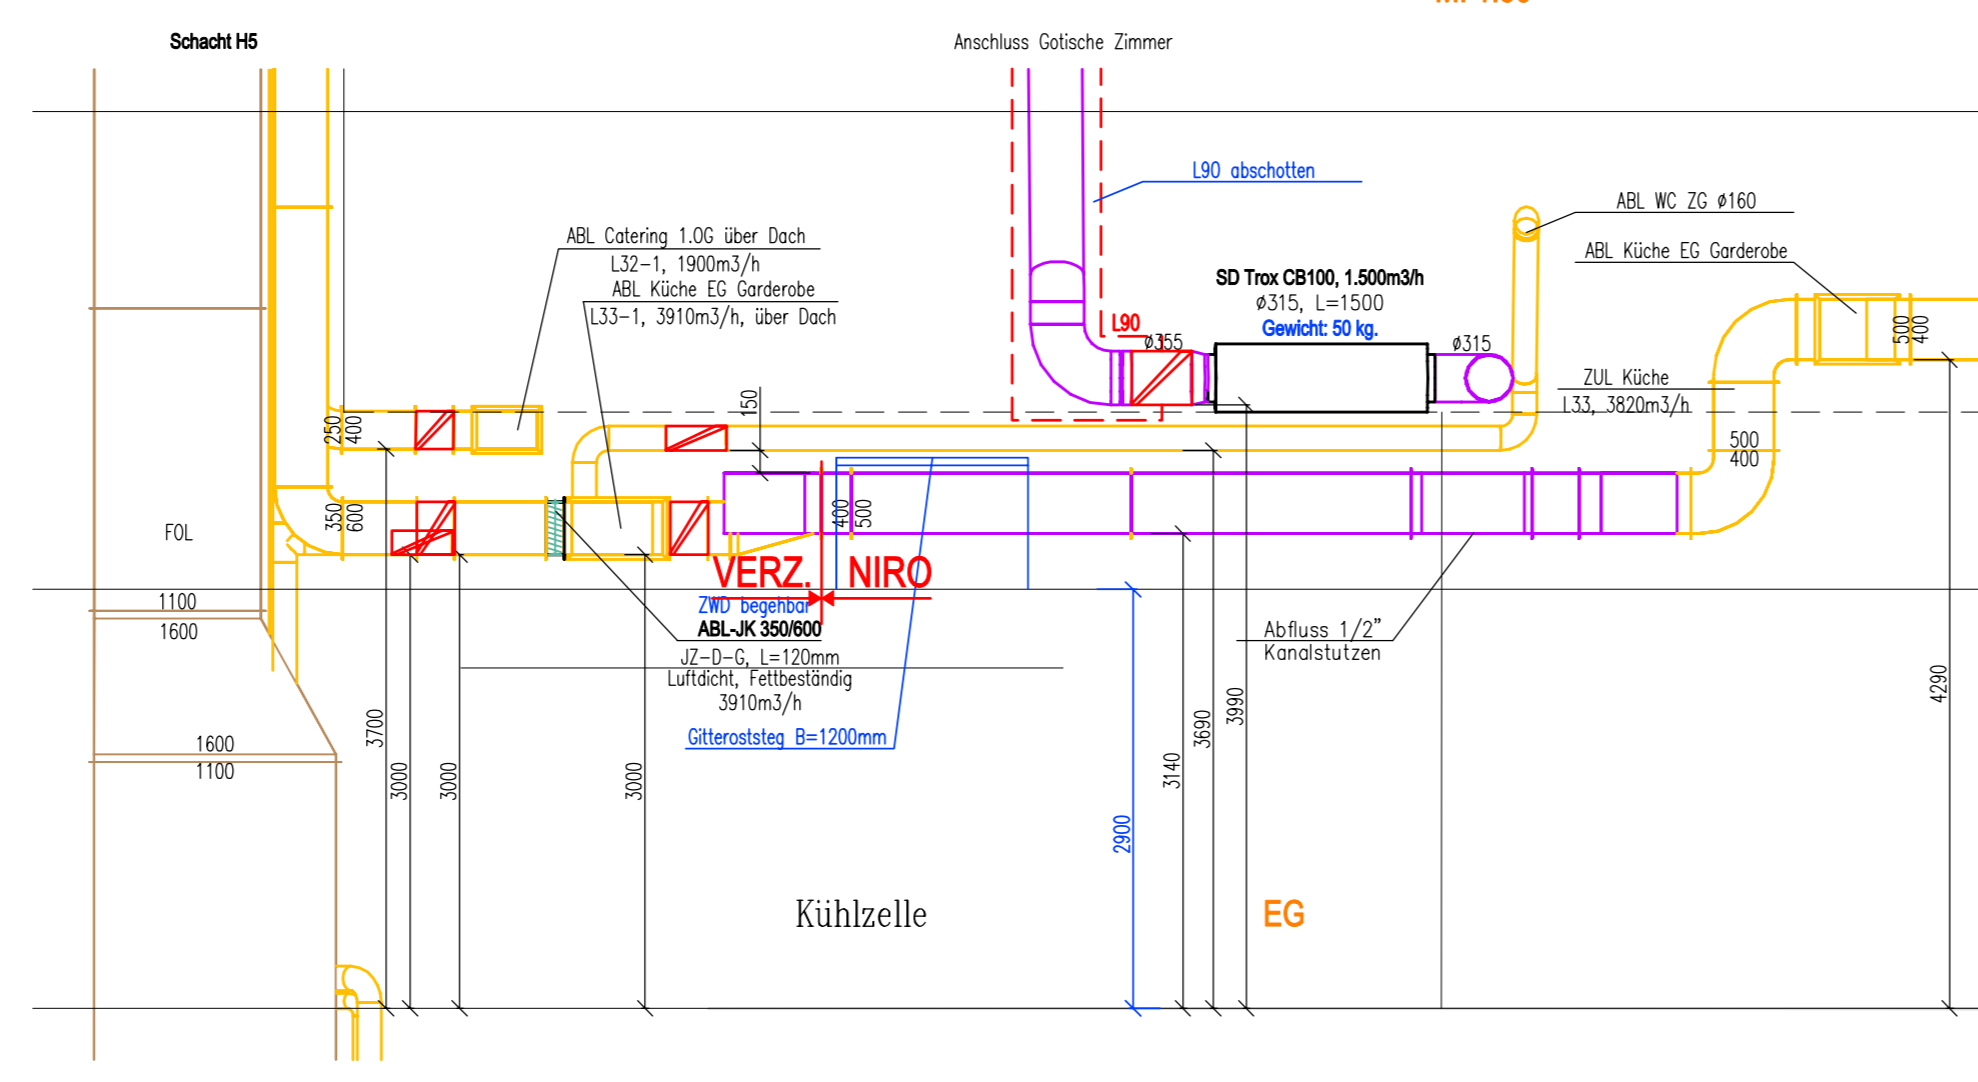 Schacht H5
Anschluss Gotische Zimmer
L90 abschotten
ABL WC ZG ø160
ABL Küche EG Garderobe
ABL Catering 1.OG über Dach
L32-1, 1900m3/h
ABL Küche EG Garderobe
L33-1, 3910m3/h, über Dach
SD Trox CB100, 1.500m3/h
ø315, L=1500
Gewicht: 50 kg.
L90
ø355
ø315
500
400
ZUL Küche
L33, 3820m3/h
250
400
150
500
400
350
600
400
500
FOL
VERZ.
NIRO
ZWD begehbar
ABL-JK 350/600
JZ-D-G, L=120mm
Luftdicht, Fettbeständig
3910m3/h
Gitteroststeg B=1200mm
Abfluss 1/2"
Kanalstutzen
1100
1600
1600
1100
3700
3000
3000
3000
2900
3140
3690
3990
4290
Kühlzelle
EG